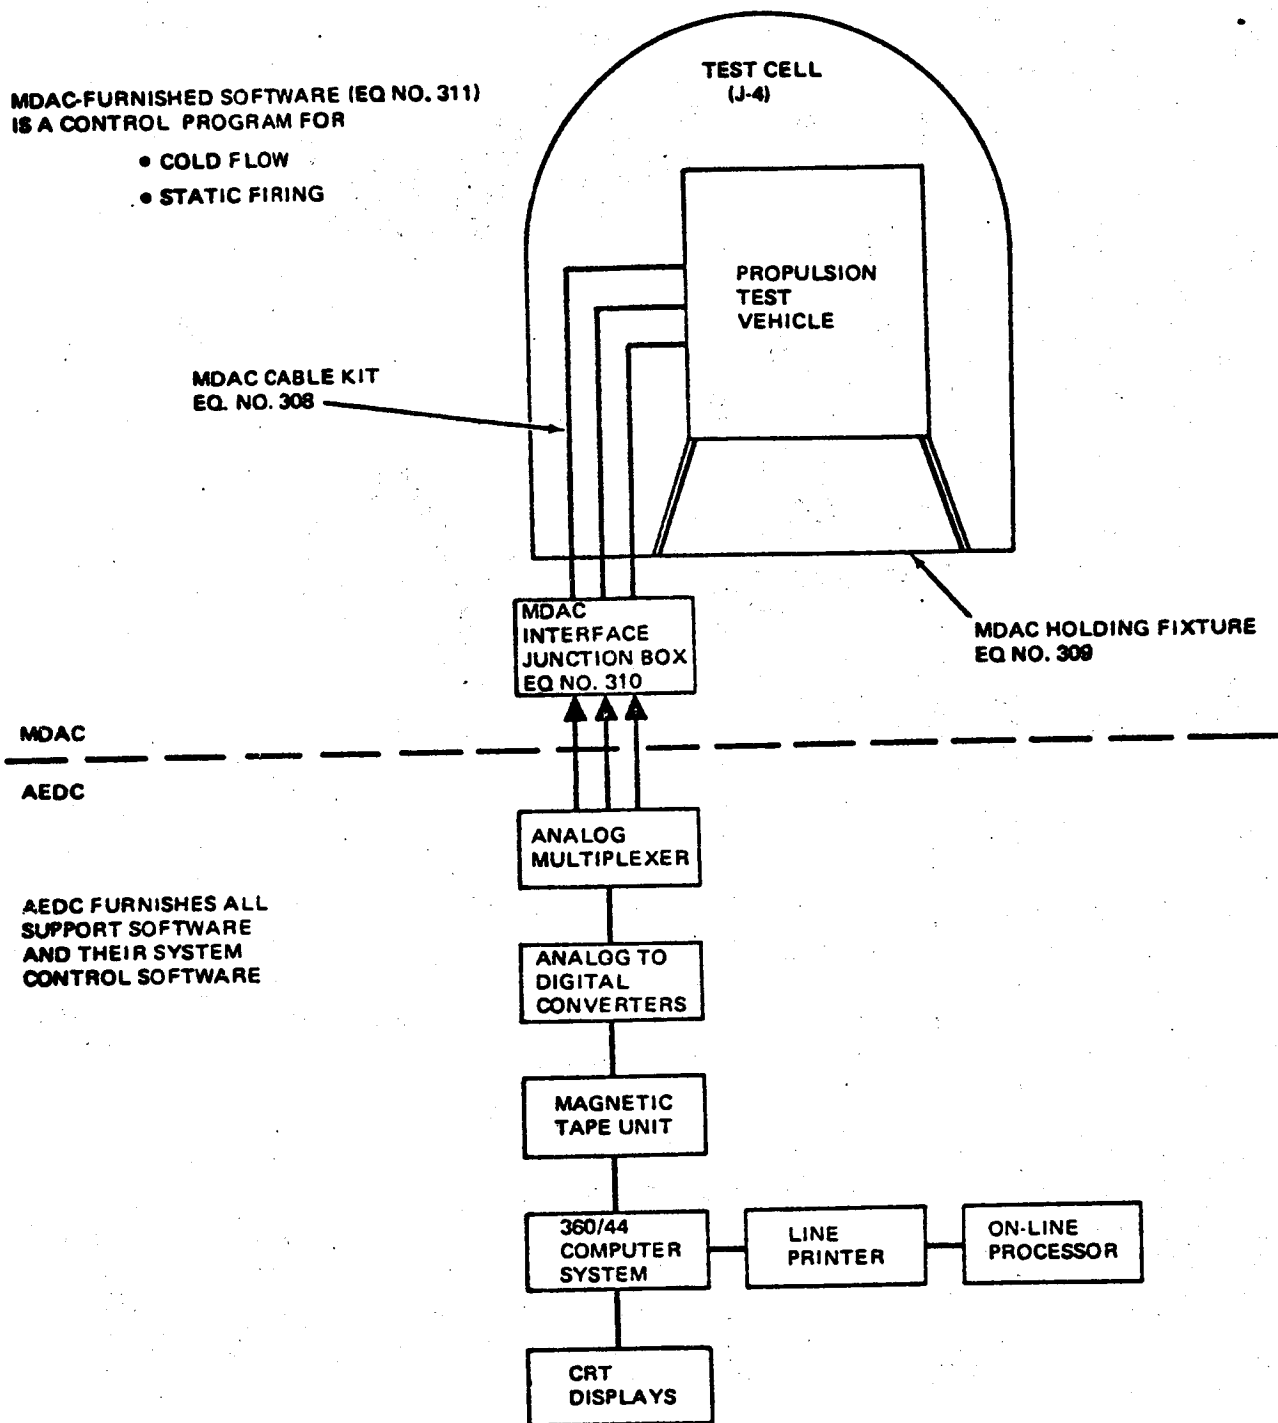 TEST CELL
(J-4)
MDAC-FURNISHED SOFTWARE (EQ NO. 311)
IS A CONTROL PROGRAM FOR
• COLD FLOW
• STATIC FIRING
PROPULSION
TEST
VEHICLE
MDAC CABLE KIT
EQ. NO. 308
MDAC
INTERFACE
JUNCTION BOX
EQ NO. 310
MDAC HOLDING FIXTURE
EQ NO. 309
MDAC
AEDC
ANALOG
MULTIPLEXER
AEDC FURNISHES ALL
SUPPORT SOFTWARE
AND THEIR SYSTEM
CONTROL SOFTWARE
ANALOG TO
DIGITAL
CONVERTERS
MAGNETIC
TAPE UNIT
360/44
COMPUTER
SYSTEM
LINE
PRINTER
ON-LINE
PROCESSOR
CRT
DISPLAYS